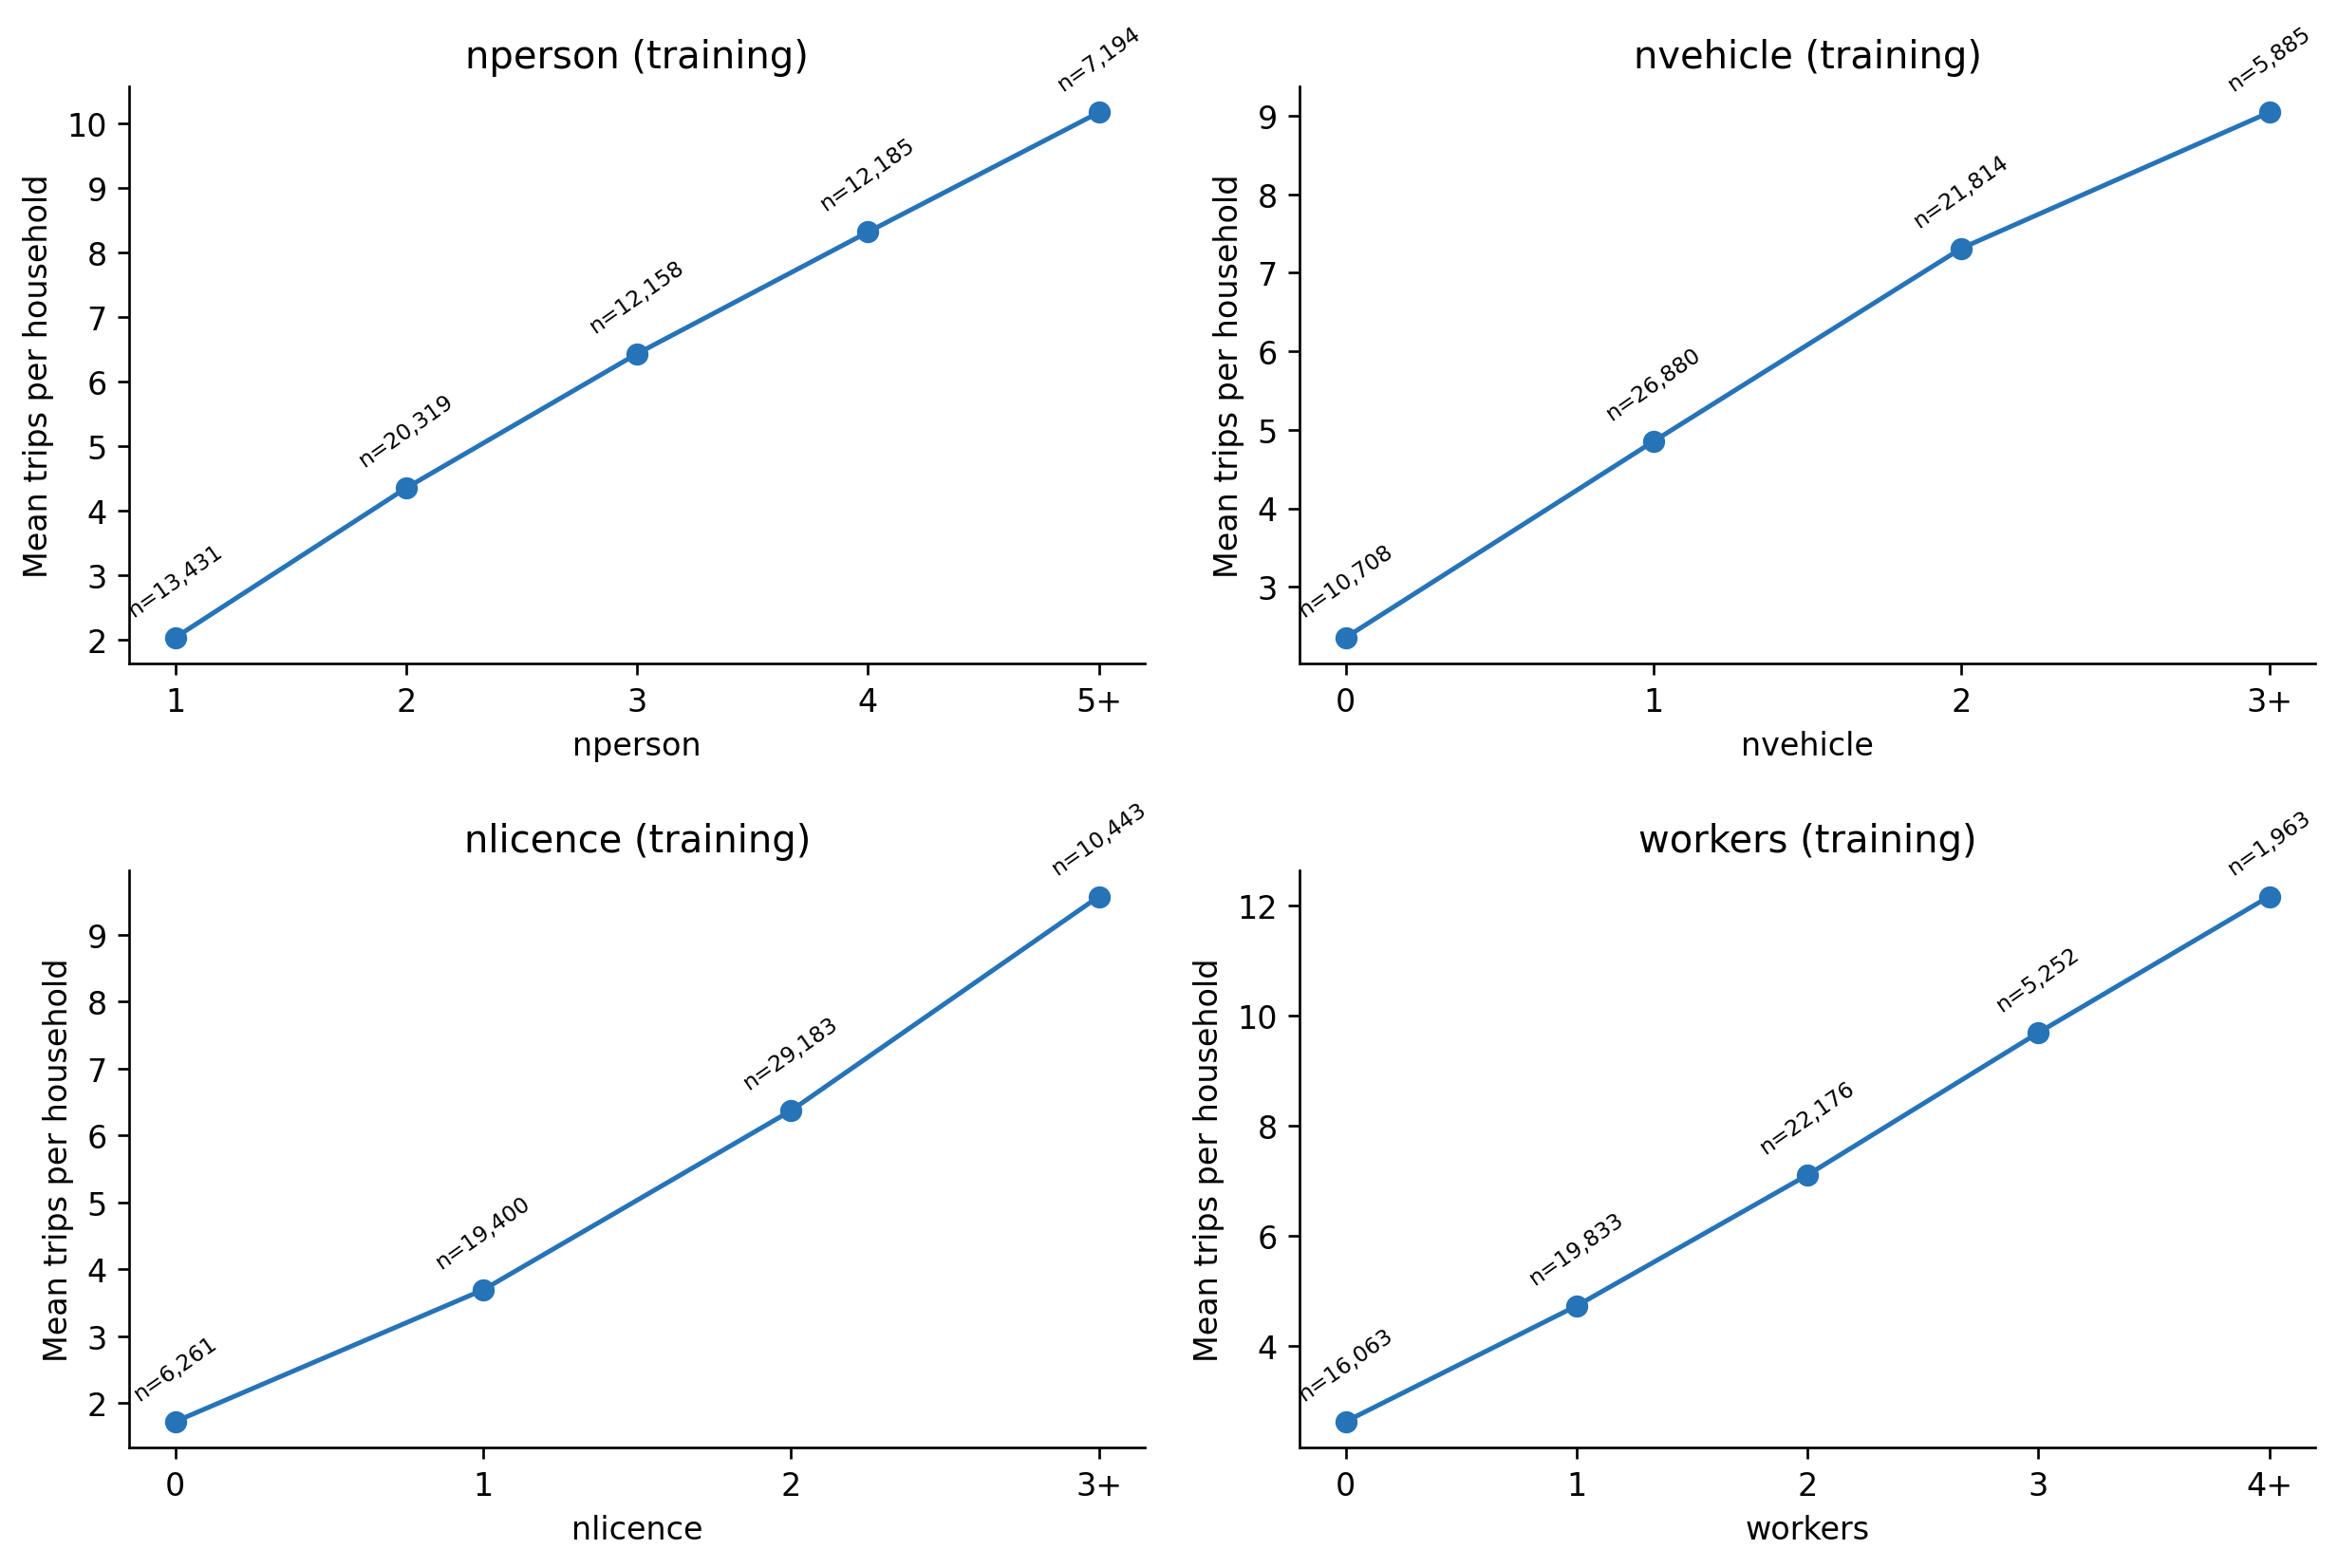 nperson (training)
n=7,194
n=12,185
n=12,158
n=20,319
n=13,431
Mean trips per household
10
9
8
7
6
5
4
3
2
1
2
3
4
5+
nperson
nvehicle (training)
n=5,885
n=21,814
n=26,880
n=10,708
Mean trips per household
9
8
7
6
5
4
3
0
1
2
3+
nvehicle
nlicence (training)
n=10,443
n=29,183
n=19,400
n=6,261
Mean trips per household
9
8
7
6
5
4
3
2
0
1
2
3+
nlicence
workers (training)
n=1,963
n=5,252
n=22,176
n=19,833
n=16,063
Mean trips per household
12
10
8
6
4
0
1
2
3
4+
workers